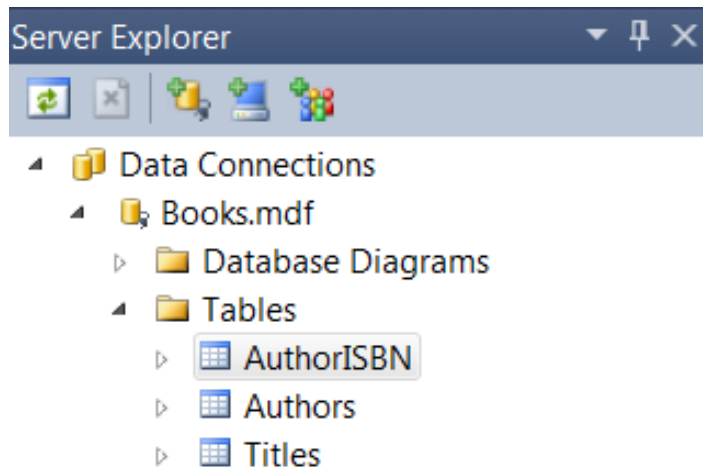 Server Explorer
Data Connections
Books.mdf
Database Diagrams
Tables
AuthorISBN
Authors
Titles